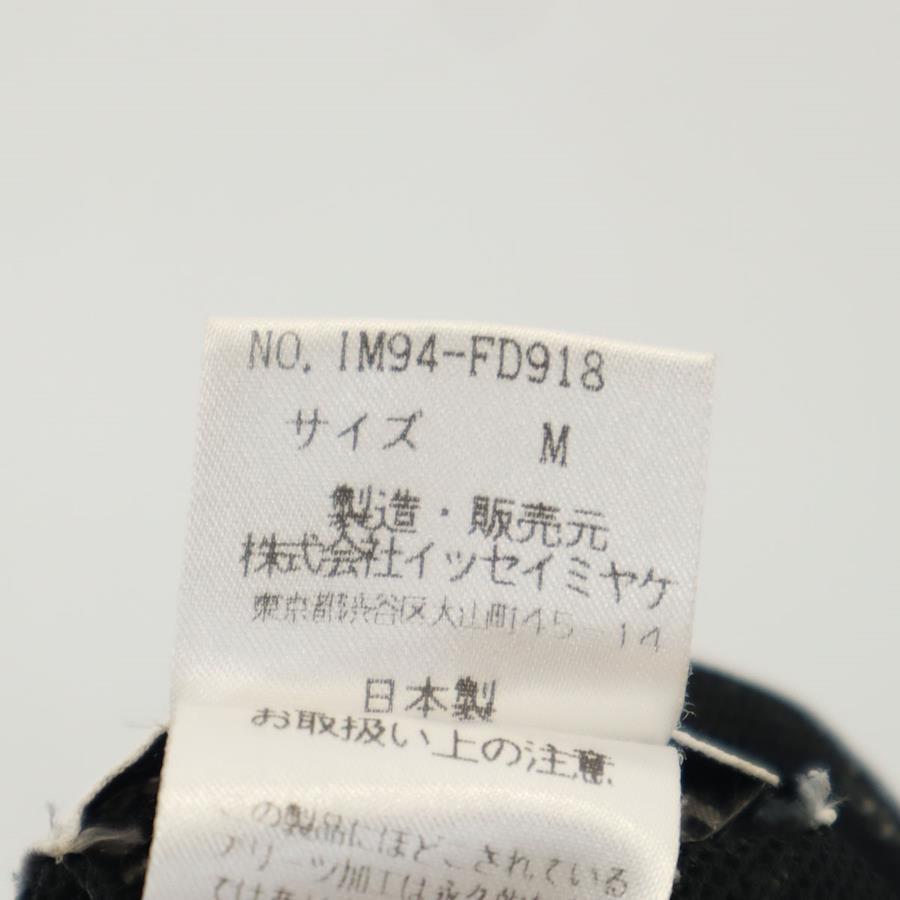 NO. IM94-FD918
サイズ M
製造・販売元
株式会社イッセイミヤケ
東京都渋谷区大山町45-14
日本製
お取扱い上の注意
この製品にほどこされている
プリーツ加工は永久的な